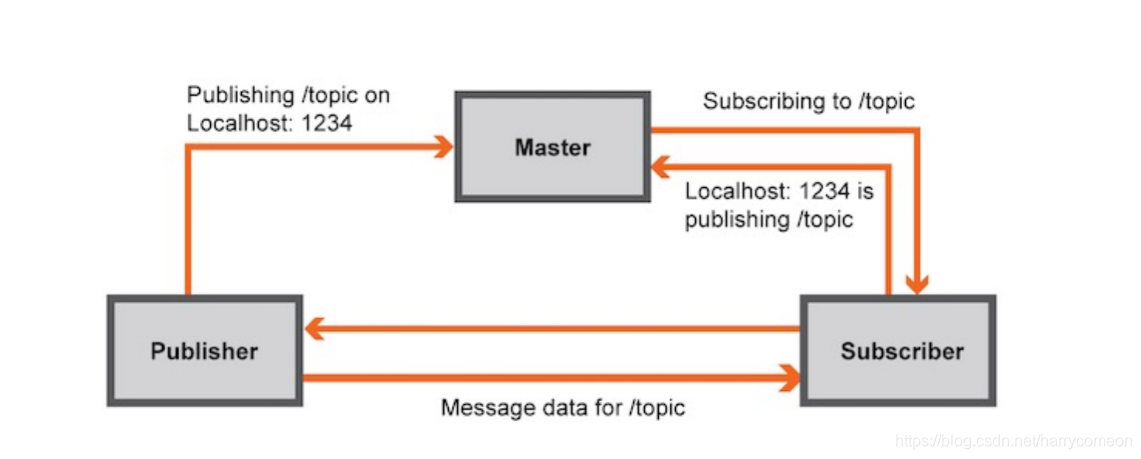 Publishing /topic on
Localhost: 1234
Master
Subscribing to /topic
Localhost: 1234 is
publishing /topic
Publisher
Subscriber
Message data for /topic
https://blog.csdn.net/harrycomeon